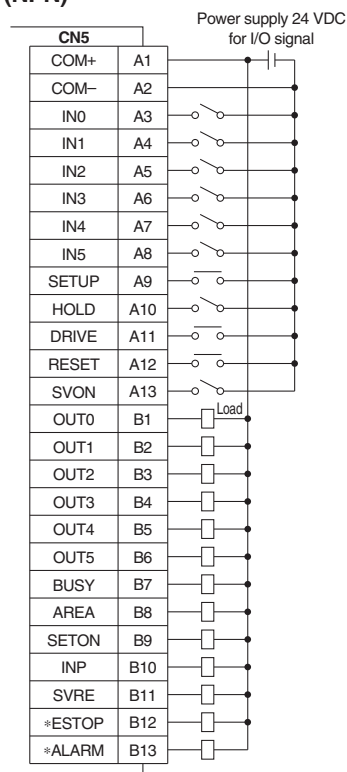 (NPN)
Power supply 24 VDC
for I/O signal
CN5
COM+ A1
COM– A2
IN0 A3
IN1 A4
IN2 A5
IN3 A6
IN4 A7
IN5 A8
SETUP A9
HOLD A10
DRIVE A11
RESET A12
SVON A13
OUT0 B1 Load
OUT1 B2
OUT2 B3
OUT3 B4
OUT4 B5
OUT5 B6
BUSY B7
AREA B8
SETON B9
INP B10
SVRE B11
*ESTOP B12
*ALARM B13